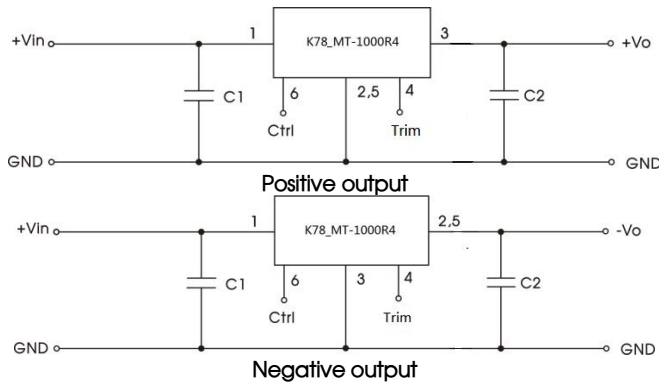 +Vin 1 K78_MT-1000R4 3 +Vo
C1 6 2,5 4 C2
Ctrl Trim
GND GND
Positive output
+Vin 1 K78_MT-1000R4 2,5 -Vo
C1 6 3 4 C2
Ctrl Trim
GND GND
Negative output